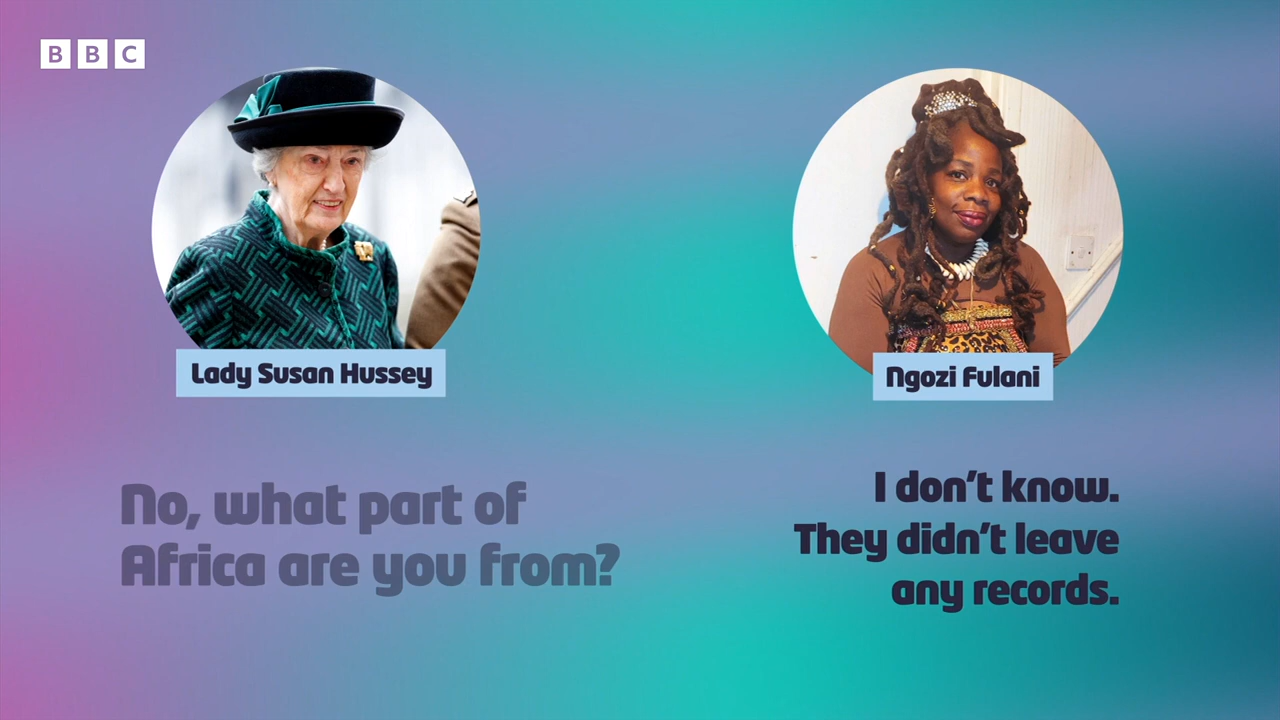 BBC
Lady Susan Hussey
Ngozi Fulani
No, what part of
Africa are you from?
I don't know.
They didn't leave
any records.